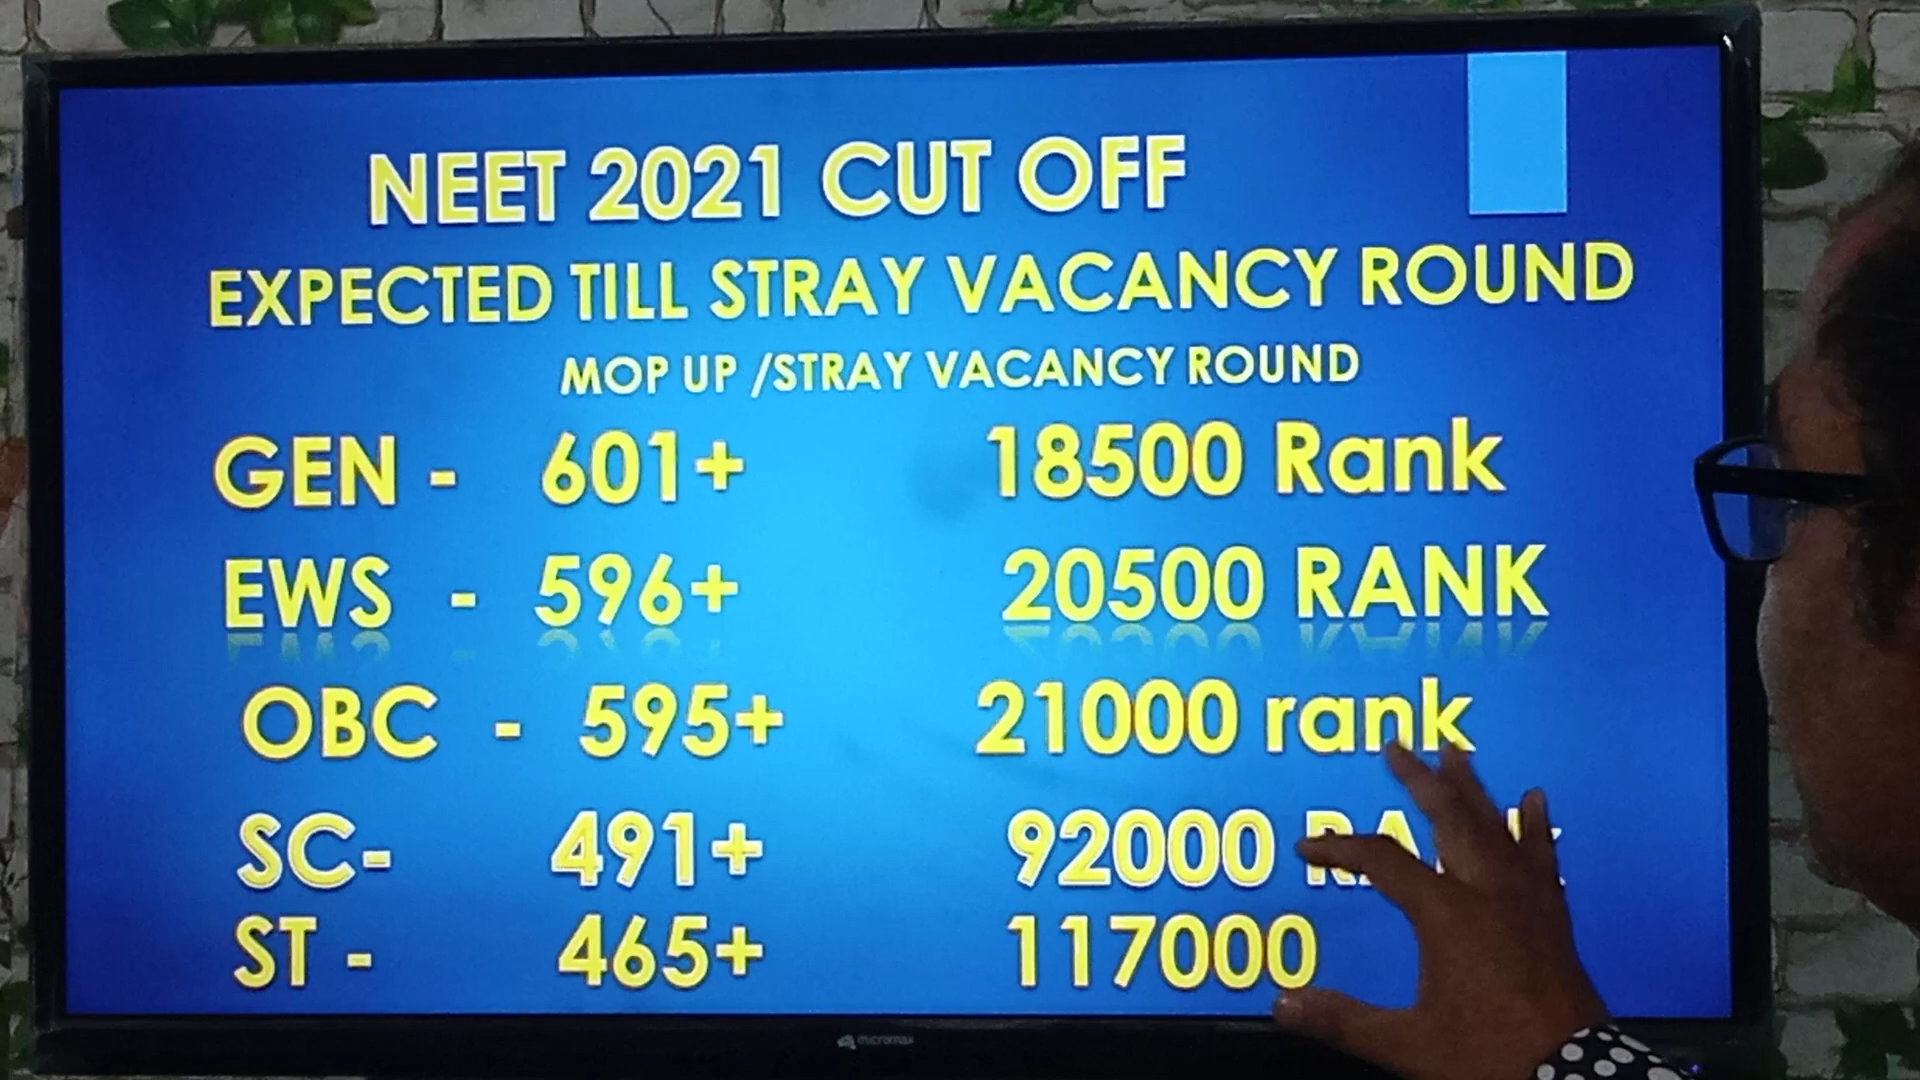 NEET 2021 CUT OFF
EXPECTED TILL STRAY VACANCY ROUND
MOP UP /STRAY VACANCY ROUND
GEN - 601+ 18500 Rank
EWS - 596+ 20500 RANK
OBC - 595+ 21000 rank
SC- 491+ 92000
ST - 465+ 117000
micromax